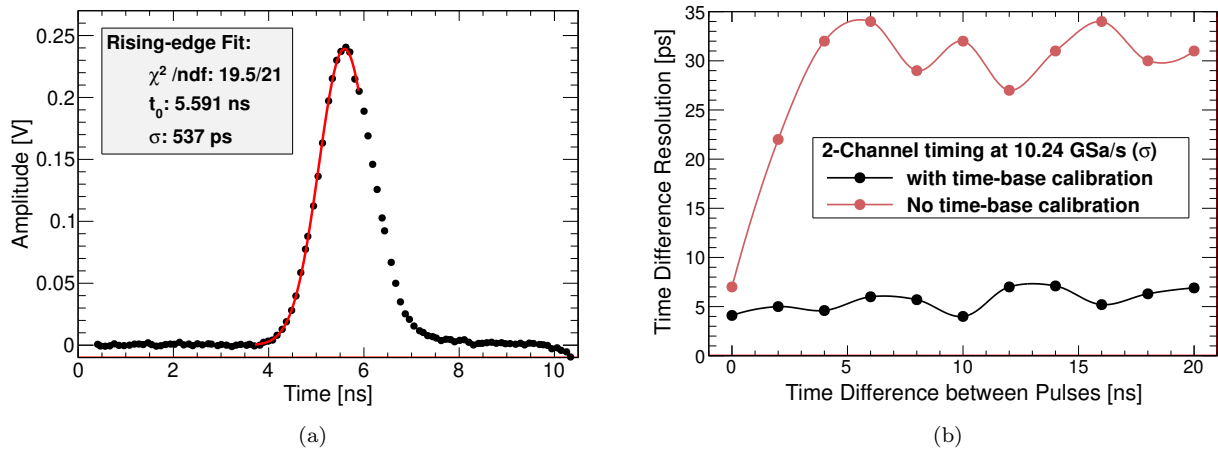 Rising-edge Fit:
χ² /ndf: 19.5/21
t₀: 5.591 ns
σ: 537 ps
Amplitude [V]
0.25
0.2
0.15
0.1
0.05
0
0 2 4 6 8 10
Time [ns]
(a)
Time Difference Resolution [ps]
35
30
25
20
15
10
5
0
2-Channel timing at 10.24 GSa/s (σ)
with time-base calibration
No time-base calibration
0 5 10 15 20
Time Difference between Pulses [ns]
(b)